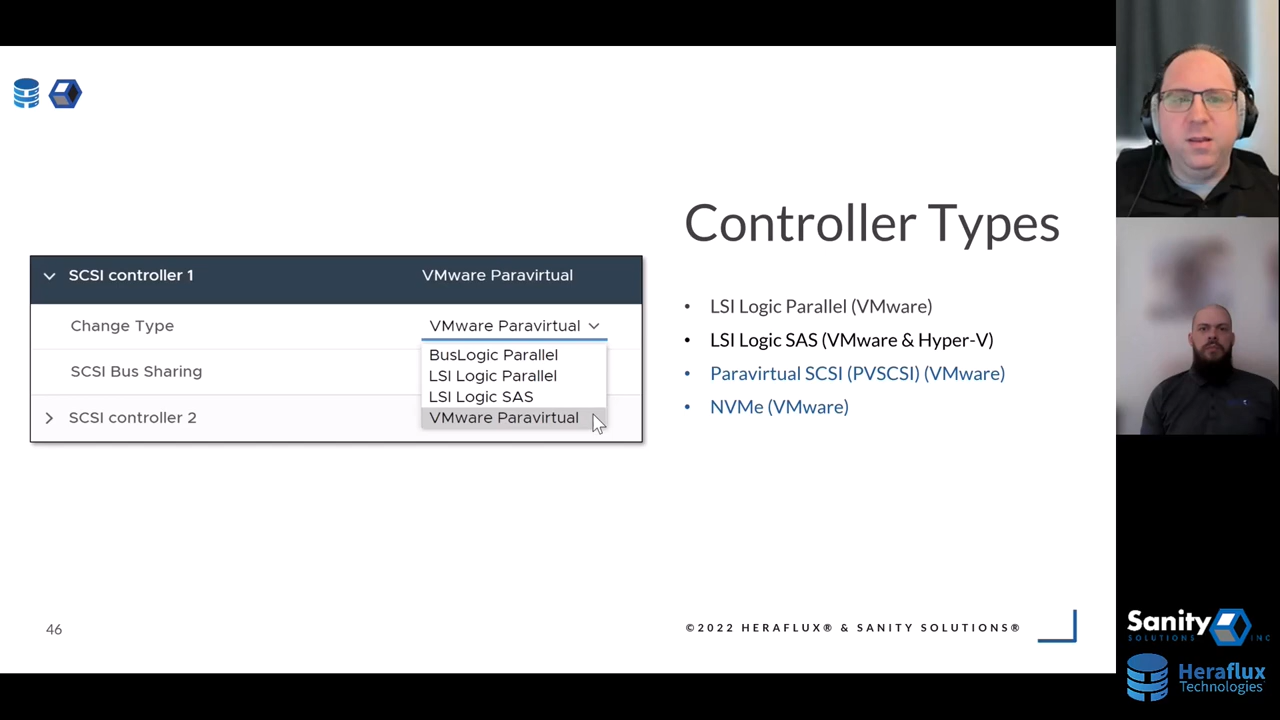 Controller Types
SCSI controller 1 VMware Paravirtual
Change Type VMware Paravirtual
BusLogic Parallel
SCSI Bus Sharing
LSI Logic Parallel
LSI Logic SAS
SCSI controller 2 VMware Paravirtual
• LSI Logic Parallel (VMware)
• LSI Logic SAS (VMware & Hyper-V)
• Paravirtual SCSI (PVSCSI) (VMware)
• NVMe (VMware)
46
©2022 HERAFLUX® & SANITY SOLUTIONS®
Sanity
SOLUTIONS INC
Heraflux
Technologies